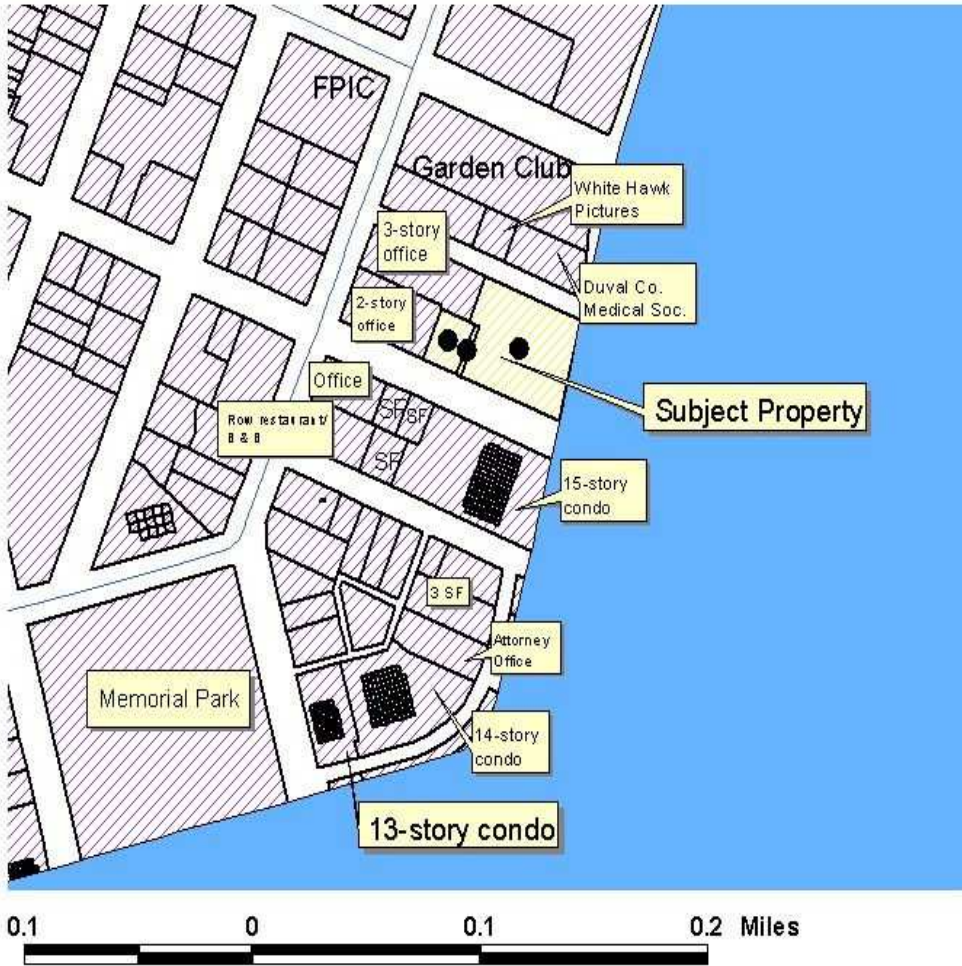 FPIC
Garden Club
White Hawk
Pictures
3-story
office
Duval Co.
Medical Soc.
2-story
office
Office
Subject Property
SF
SF
Row restaurant/
B & B
SF
15-story
condo
3 SF
Attorney
Office
Memorial Park
14-story
condo
13-story condo
0.1 0 0.1 0.2 Miles